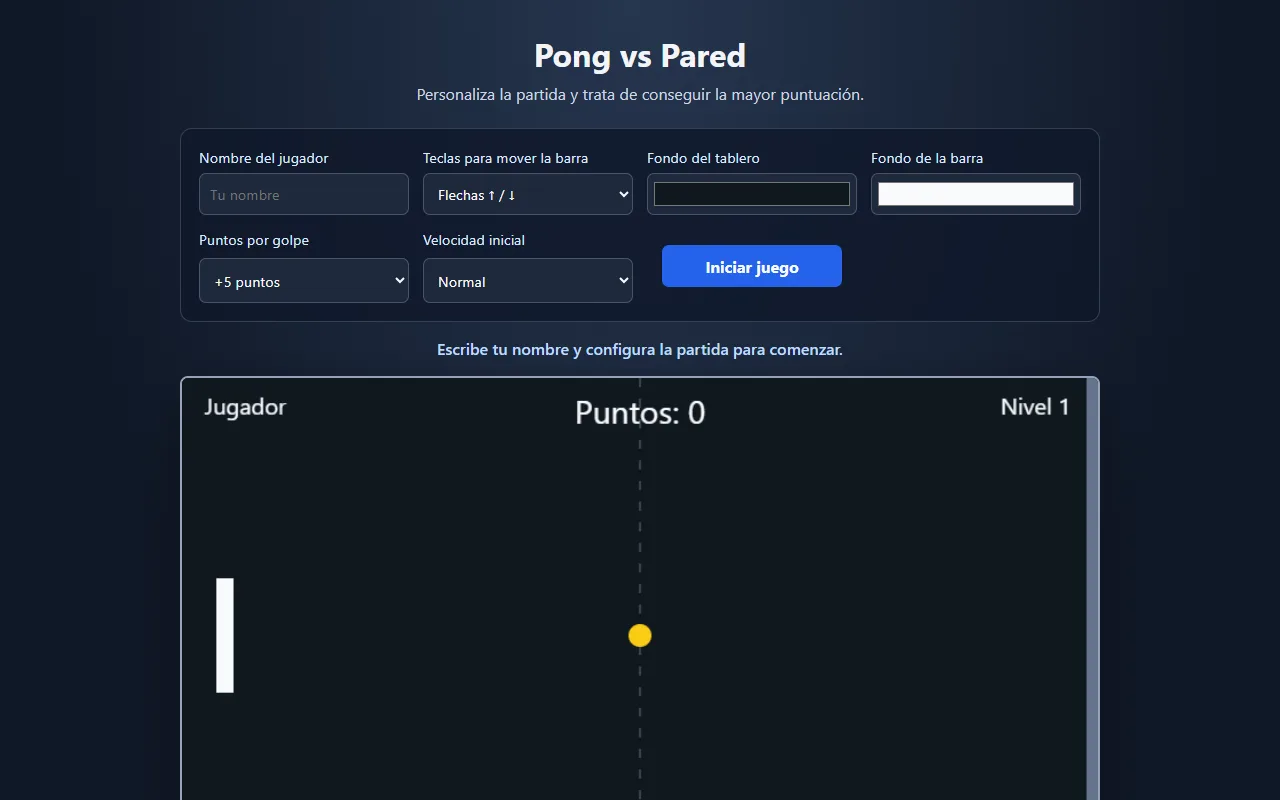 Pong vs Pared
Personaliza la partida y trata de conseguir la mayor puntuación.
Nombre del jugador
Teclas para mover la barra
Fondo del tablero
Fondo de la barra
Tu nombre
Flechas ↑ / ↓
Puntos por golpe
Velocidad inicial
+5 puntos
Normal
Iniciar juego
Escribe tu nombre y configura la partida para comenzar.
Jugador
Puntos: 0
Nivel 1